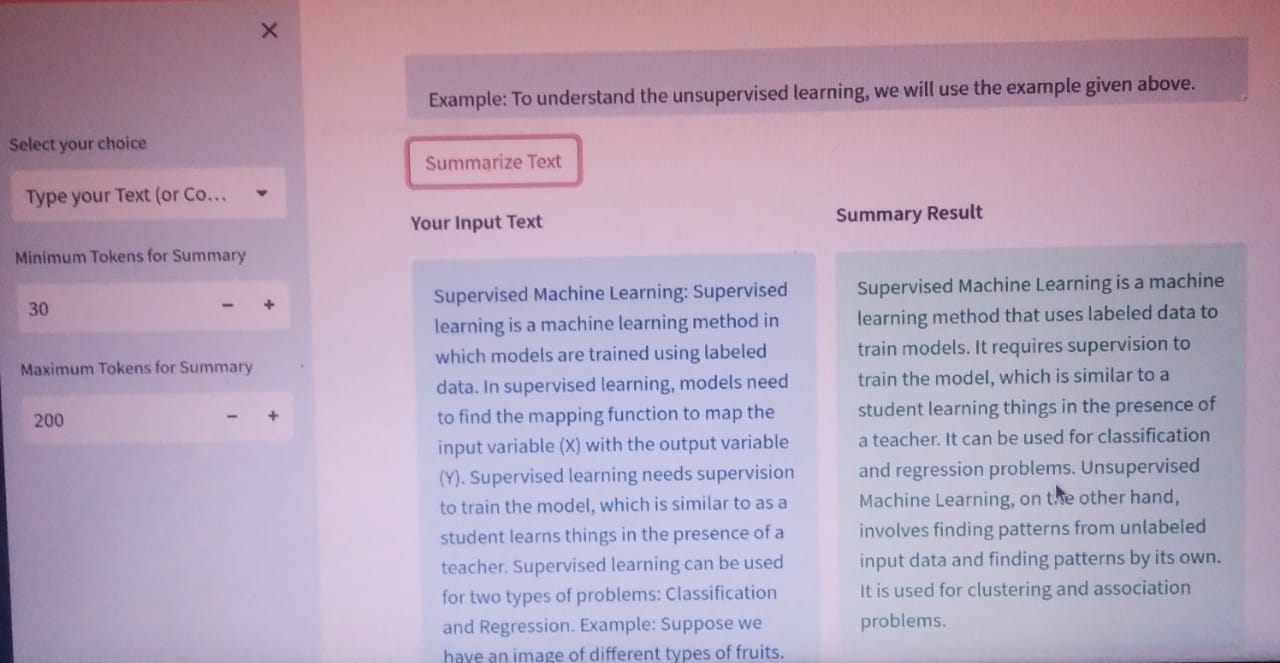 Select your choice
Type your Text (or Co...
Minimum Tokens for Summary
30
Maximum Tokens for Summary
200
Example: To understand the unsupervised learning, we will use the example given above.
Summarize Text
Your Input Text
Supervised Machine Learning: Supervised
learning is a machine learning method in
which models are trained using labeled
data. In supervised learning, models need
to find the mapping function to map the
input variable (X) with the output variable
(Y). Supervised learning needs supervision
to train the model, which is similar to as a
student learns things in the presence of a
teacher. Supervised learning can be used
for two types of problems: Classification
and Regression. Example: Suppose we
have an image of different types of fruits.
Summary Result
Supervised Machine Learning is a machine
learning method that uses labeled data to
train models. It requires supervision to
train the model, which is similar to a
student learning things in the presence of
a teacher. It can be used for classification
and regression problems. Unsupervised
Machine Learning, on the other hand,
involves finding patterns from unlabeled
input data and finding patterns by its own.
It is used for clustering and association
problems.